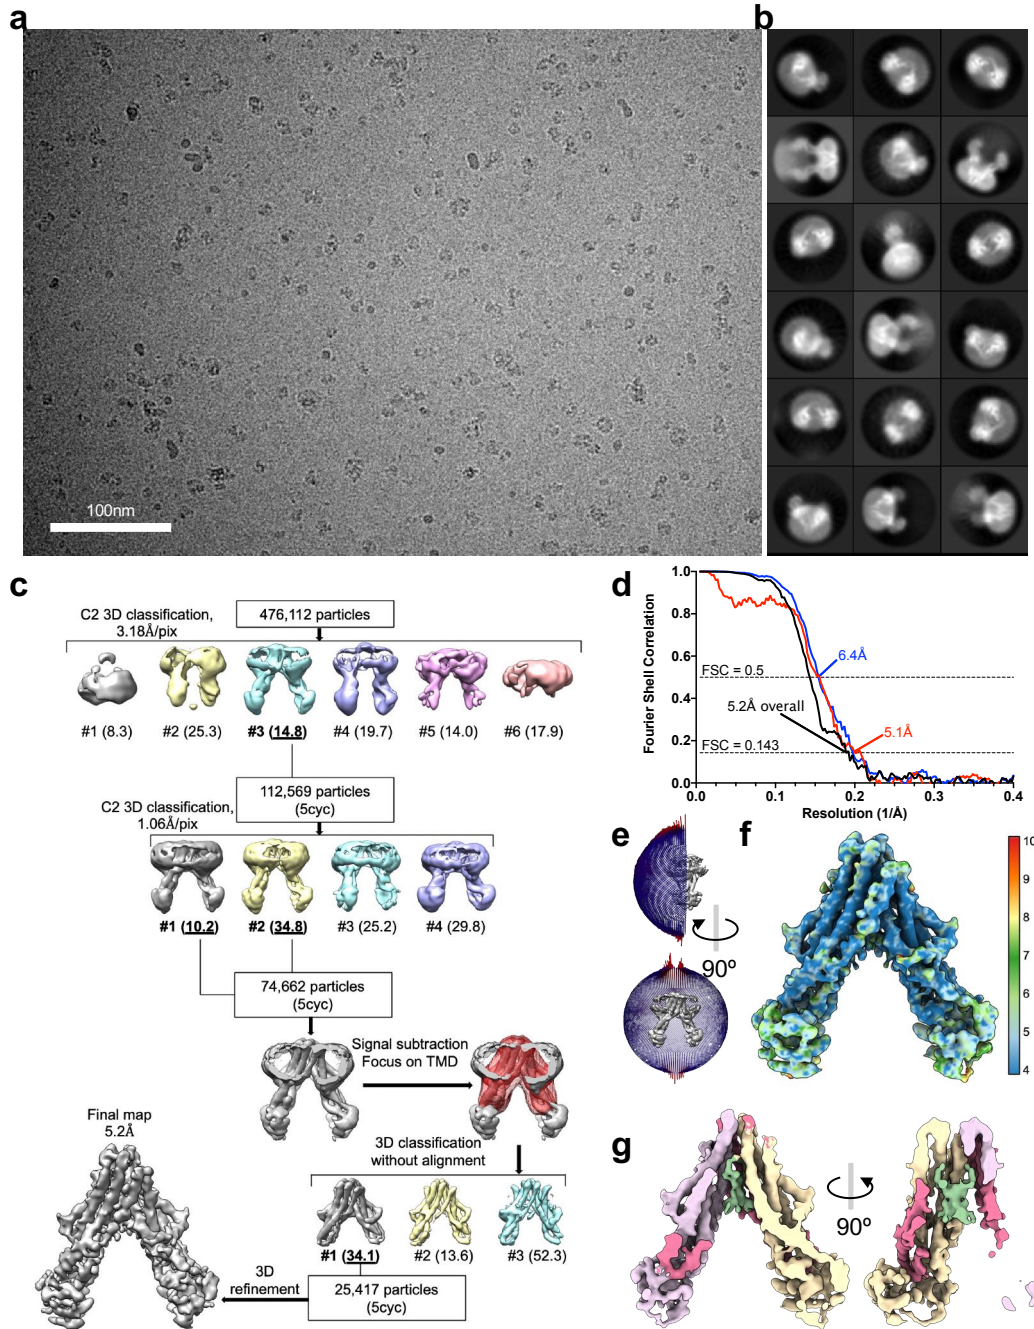 a
b
100nm
c
C2 3D classification,
3.18Å/pix
476,112 particles
#1 (8.3)
#2 (25.3)
#3 (14.8)
#4 (19.7)
#5 (14.0)
#6 (17.9)
C2 3D classification,
1.06Å/pix
112,569 particles
(5cyc)
#1 (10.2)
#2 (34.8)
#3 (25.2)
#4 (29.8)
74,662 particles
(5cyc)
Signal subtraction
Focus on TMD
3D classification
without alignment
#1 (34.1)
#2 (13.6)
#3 (52.3)
25,417 particles
(5cyc)
3D
refinement
Final map
5.2Å
d
Fourier Shell Correlation
1.0
0.8
0.6
0.4
0.2
0.0
FSC = 0.5
6.4Å
5.2Å overall
5.1Å
FSC = 0.143
0.0
0.1
0.2
0.3
0.4
Resolution (1/Å)
e
90º
f
10
9
8
7
6
5
4
g
90º